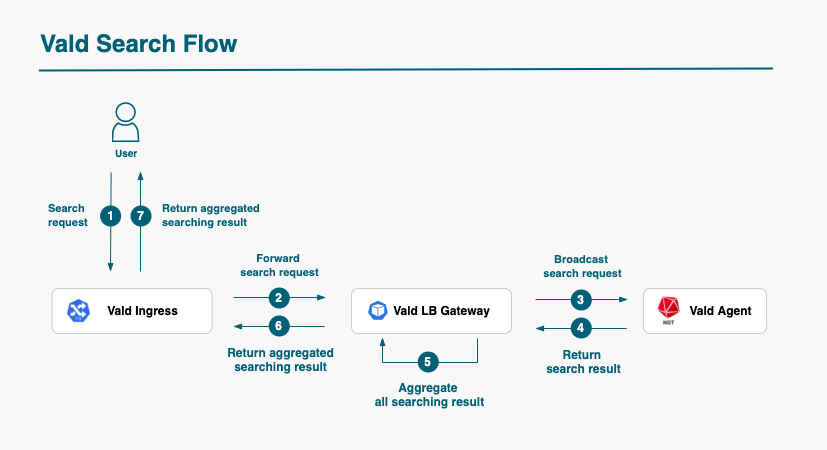 Vald Search Flow
User
Search
request
1
7
Return aggregated
searching result
Forward
search request
Broadcast
search request
2
3
Vald Ingress
Vald LB Gateway
NGT
Vald Agent
6
4
Return aggregated
searching result
Return
search result
5
Aggregate
all searching result